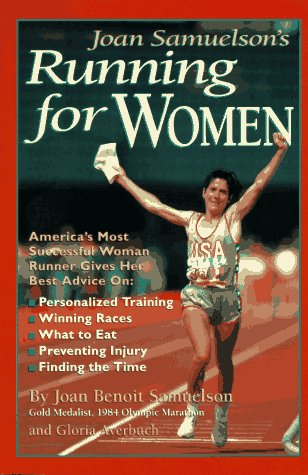 Joan Samuelson's
Running
for WOMEN
America's Most
Successful Woman
Runner Gives Her
Best Advice On:
Personalized Training
Winning Races
What to Eat
Preventing Injury
Finding the Time
By Joan Benoit Samuelson
Gold Medalist, 1984 Olympic Marathon
and Gloria Averbuch
USA